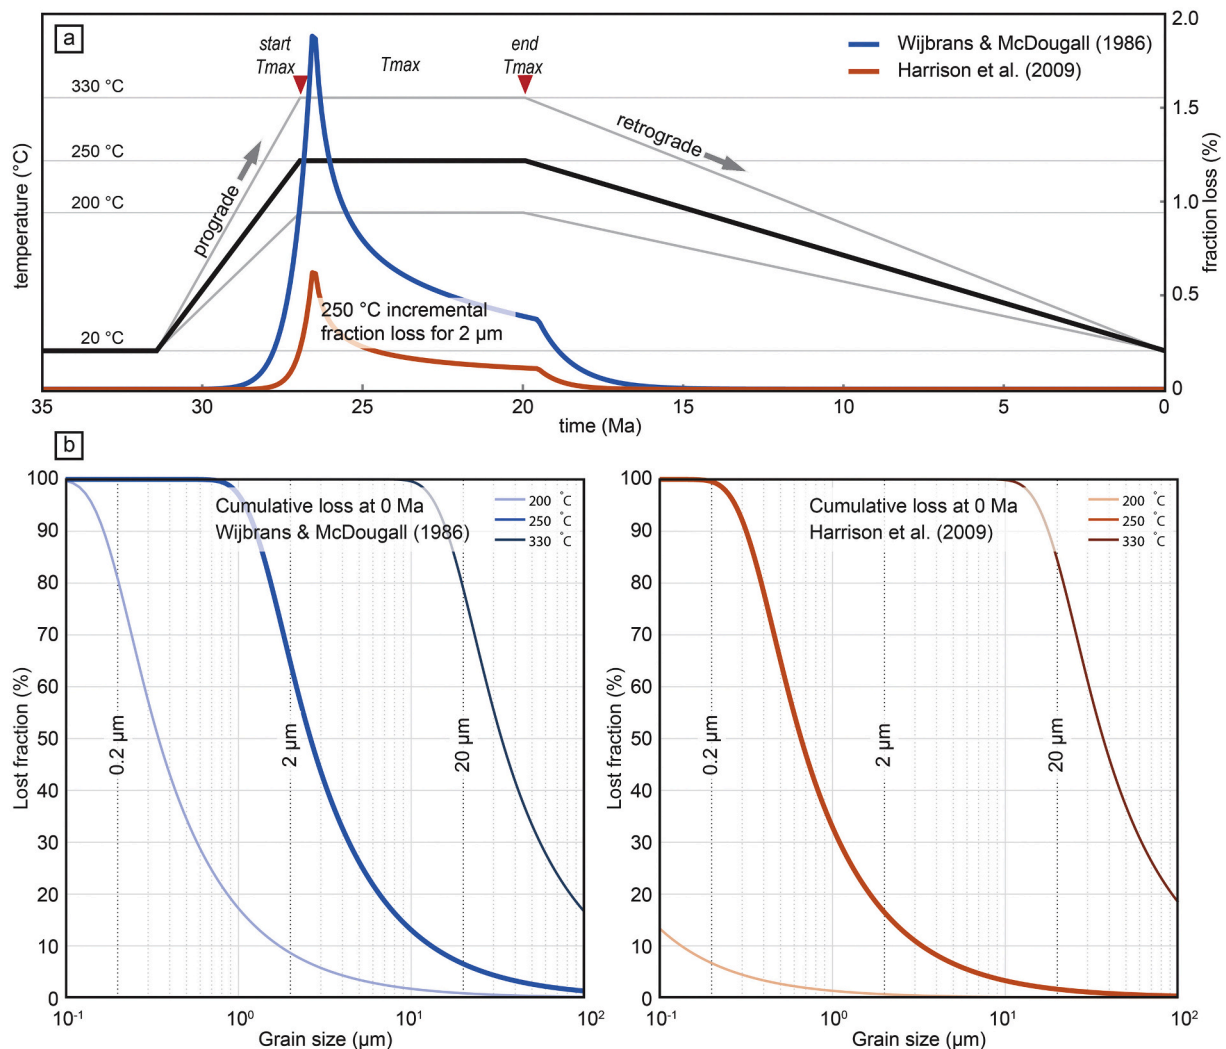 a
start
Tmax
Tmax
end
Tmax
Wijbrans & McDougall (1986)
Harrison et al. (2009)
2.0
330 °C
1.5
250 °C
200 °C
1.0
prograde
retrograde
250 °C incremental
fraction loss for 2 µm
0.5
20 °C
0
temperature (°C)
fraction loss (%)
35
30
25
20
15
10
5
0
time (Ma)
b
100
90
80
70
60
50
40
30
20
10
0
Lost fraction (%)
Cumulative loss at 0 Ma
Wijbrans & McDougall (1986)
200 °C
250 °C
330 °C
0.2 µm
2 µm
20 µm
10-1
100
101
102
Grain size (µm)
100
90
80
70
60
50
40
30
20
10
0
Lost fraction (%)
Cumulative loss at 0 Ma
Harrison et al. (2009)
200 °C
250 °C
330 °C
0.2 µm
2 µm
20 µm
10-1
100
101
102
Grain size (µm)